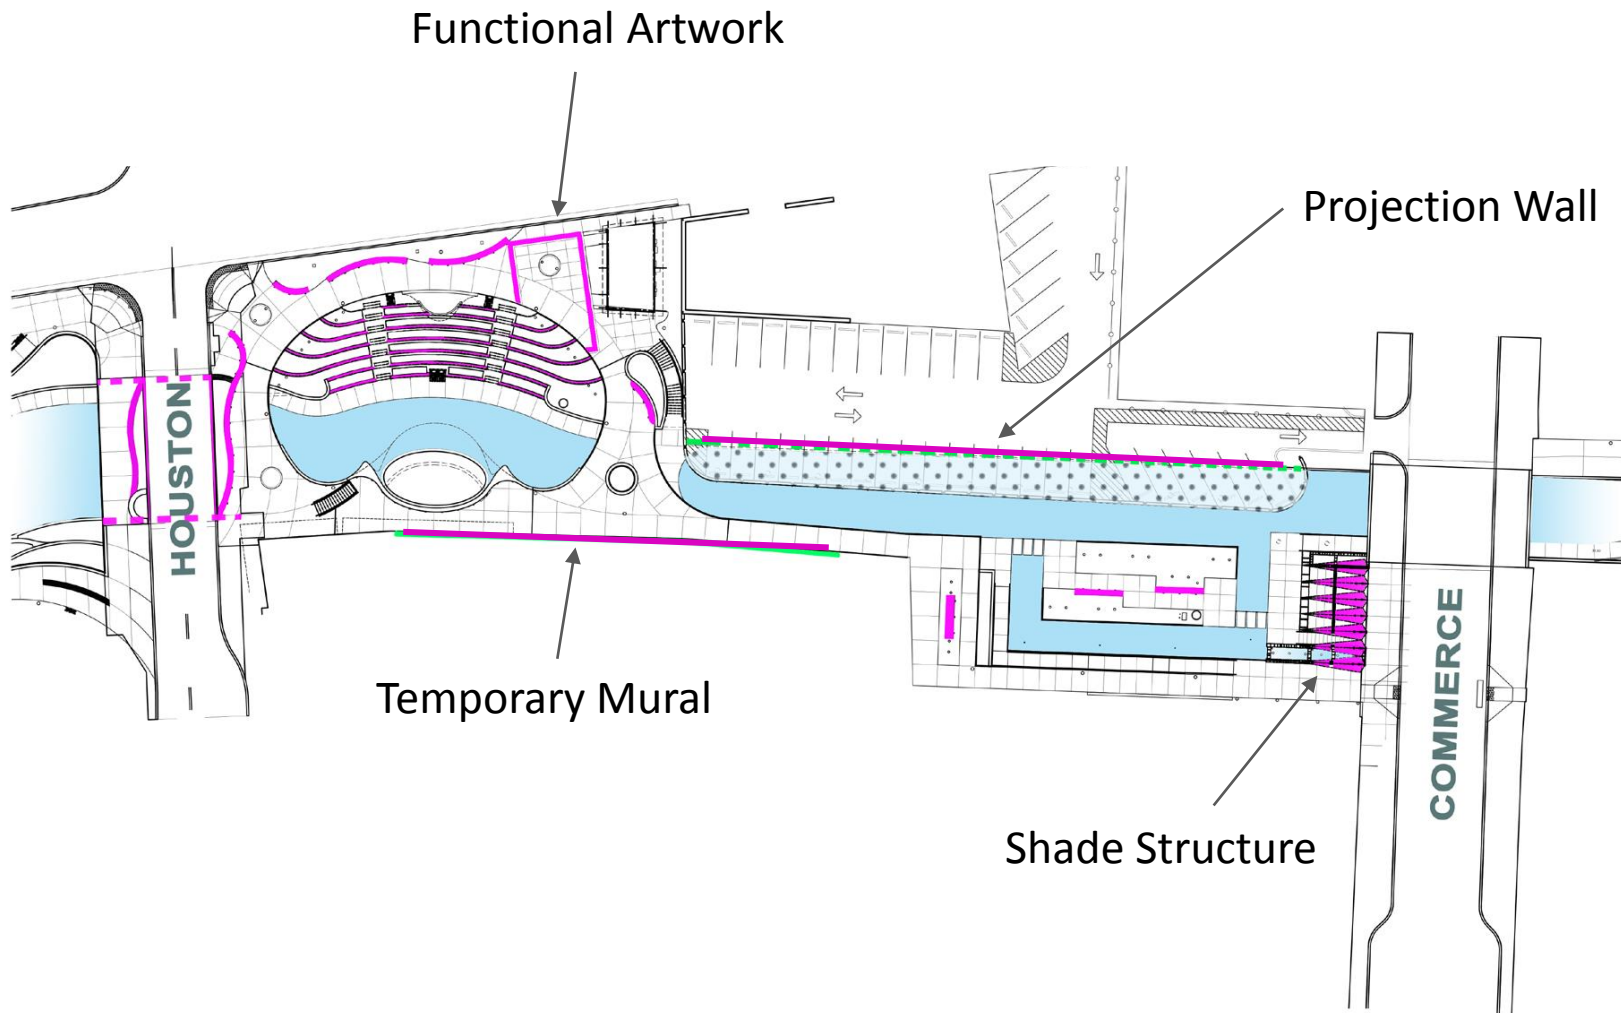 Functional Artwork
Projection Wall
HOUSTON
Temporary Mural
COMMERCE
Shade Structure